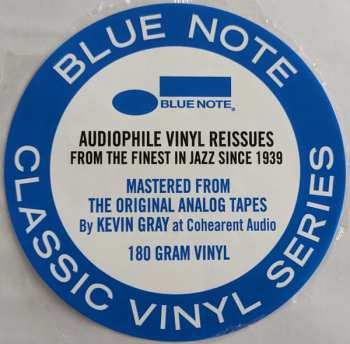 BLUE NOTE
BLUE NOTE®
AUDIOPHILE VINYL REISSUES
FROM THE FINEST IN JAZZ SINCE 1939
MASTERED FROM
THE ORIGINAL ANALOG TAPES
By KEVIN GRAY at Cohearent Audio
180 GRAM VINYL
CLASSIC VINYL SERIES